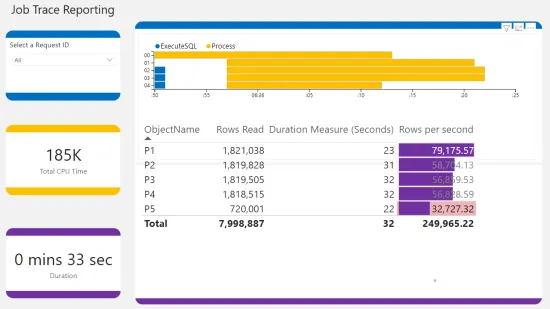 Job Trace Reporting
Select a Request ID
All
185K
Total CPU Time
0 mins 33 sec
Duration
ExecuteSQL Process
00
01
02
03
04
:50 :55 06:06 :05 :10 :15 :20 :25
ObjectName Rows Read Duration Measure (Seconds) Rows per second
P1 1,821,038 23 79,175.57
P2 1,819,828 31 58,704.13
P3 1,819,505 32 56,859.53
P4 1,818,515 32 56,828.59
P5 720,001 22 32,727.32
Total 7,998,887 32 249,965.22